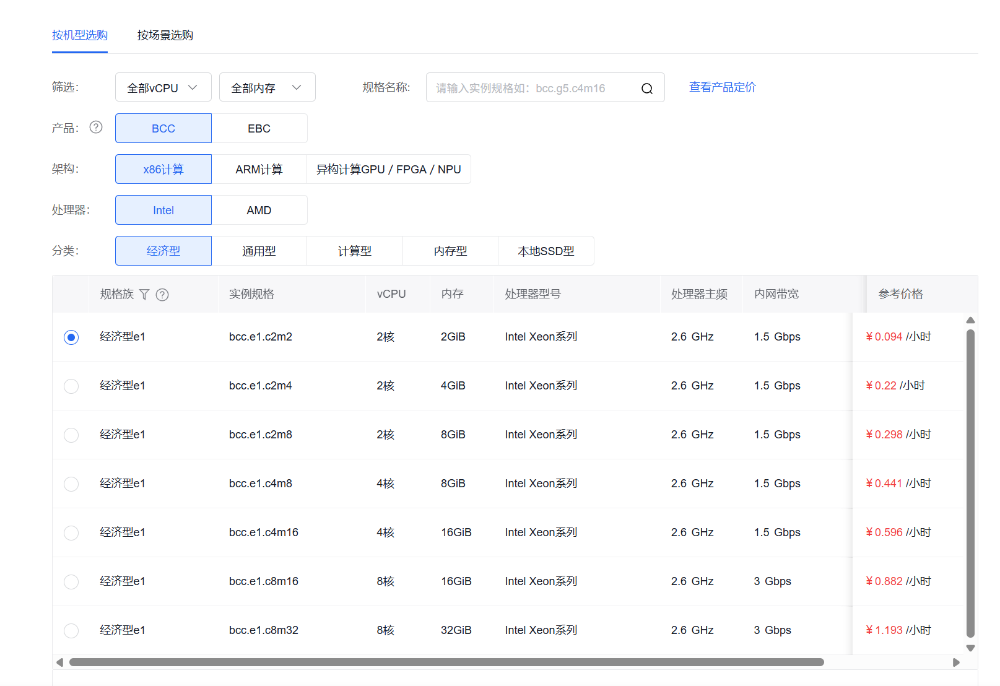 按机型选购 按场景选购
筛选: 全部vCPU 全部内存 规格名称: 请输入实例规格如：bcc.g5.c4m16 查看产品定价
产品: BCC EBC
架构: x86计算 ARM计算 异构计算GPU / FPGA / NPU
处理器: Intel AMD
分类: 经济型 通用型 计算型 内存型 本地SSD型
规格族 实例规格 vCPU 内存 处理器型号 处理器主频 内网带宽 参考价格
经济型e1 bcc.e1.c2m2 2核 2GiB Intel Xeon系列 2.6 GHz 1.5 Gbps ¥0.094 /小时
经济型e1 bcc.e1.c2m4 2核 4GiB Intel Xeon系列 2.6 GHz 1.5 Gbps ¥0.22 /小时
经济型e1 bcc.e1.c2m8 2核 8GiB Intel Xeon系列 2.6 GHz 1.5 Gbps ¥0.298 /小时
经济型e1 bcc.e1.c4m8 4核 8GiB Intel Xeon系列 2.6 GHz 1.5 Gbps ¥0.441 /小时
经济型e1 bcc.e1.c4m16 4核 16GiB Intel Xeon系列 2.6 GHz 1.5 Gbps ¥0.596 /小时
经济型e1 bcc.e1.c8m16 8核 16GiB Intel Xeon系列 2.6 GHz 3 Gbps ¥0.882 /小时
经济型e1 bcc.e1.c8m32 8核 32GiB Intel Xeon系列 2.6 GHz 3 Gbps ¥1.193 /小时